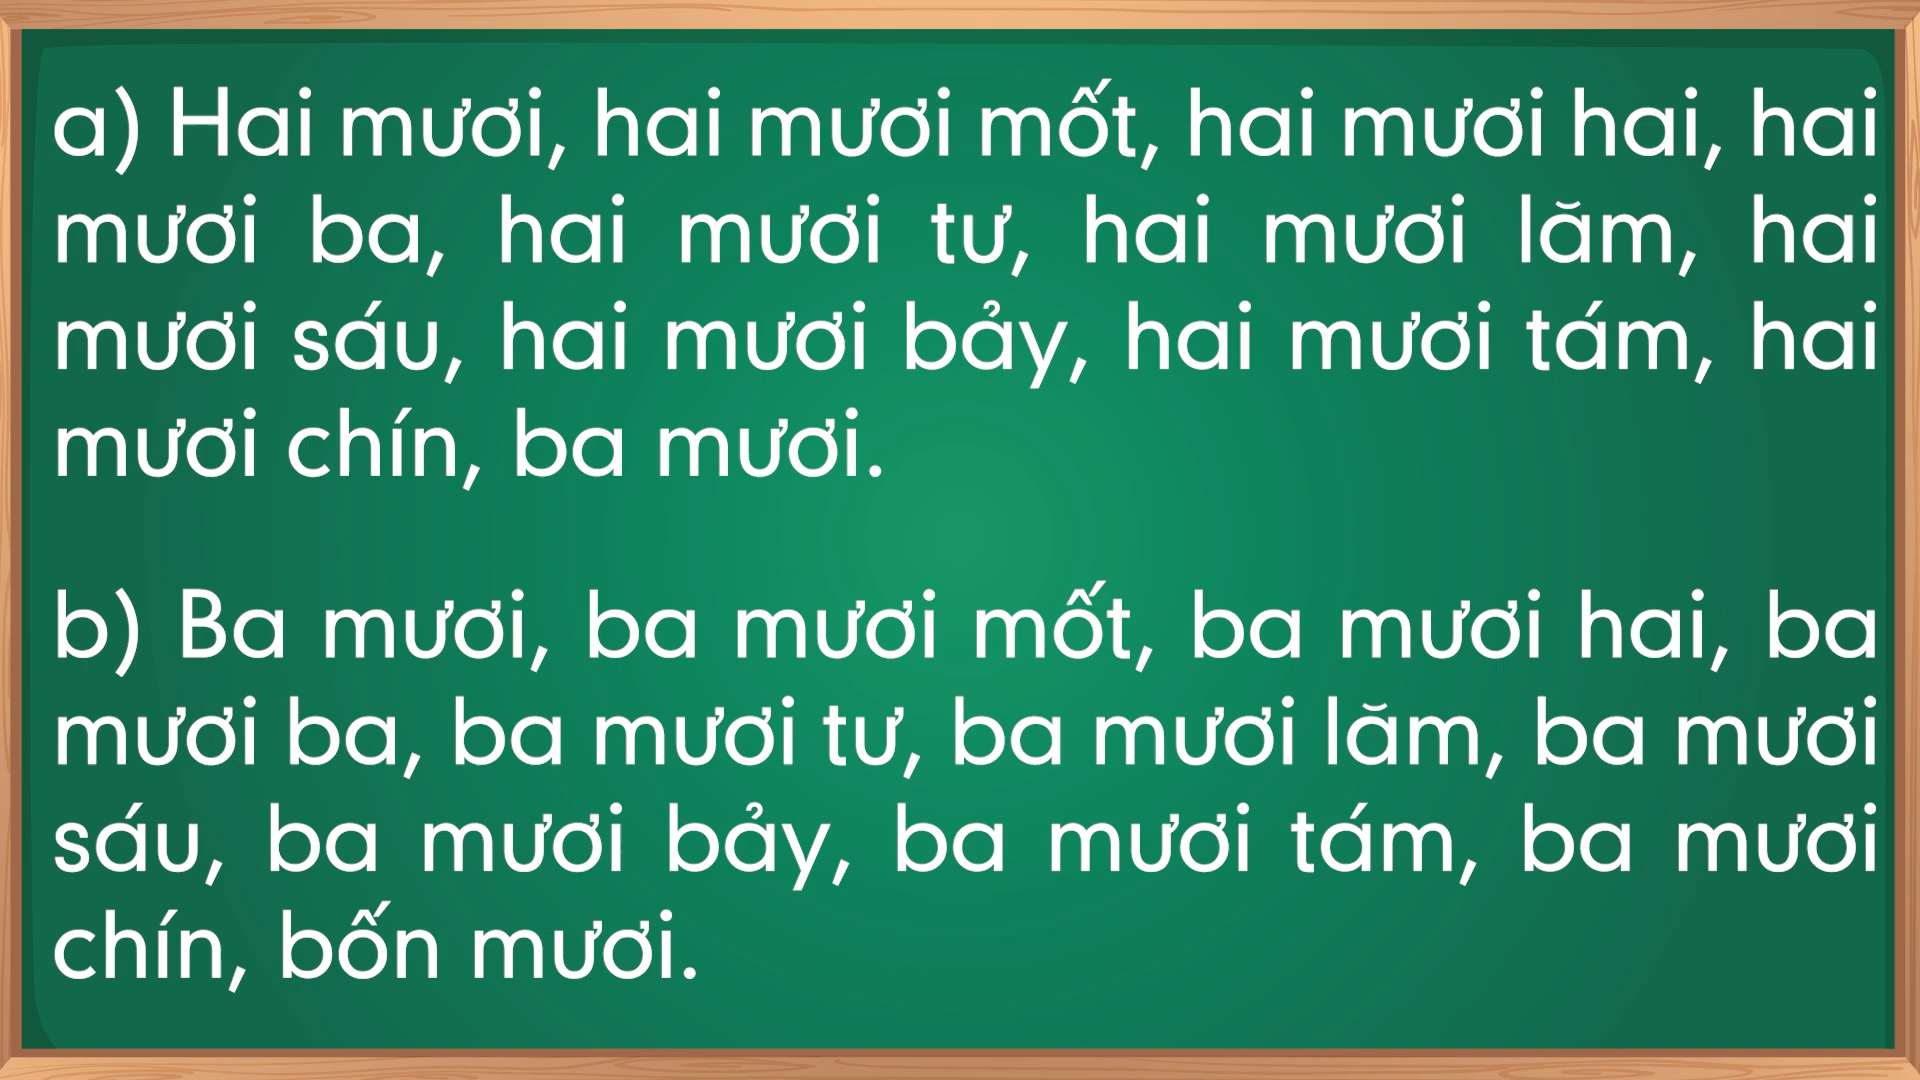 a) Hai mươi, hai mươi mốt, hai mươi hai, hai
mươi ba, hai mươi tư, hai mươi lăm, hai
mươi sáu, hai mươi bảy, hai mươi tám, hai
mươi chín, ba mươi.
b) Ba mươi, ba mươi mốt, ba mươi hai, ba
mươi ba, ba mươi tư, ba mươi lăm, ba mươi
sáu, ba mươi bảy, ba mươi tám, ba mươi
chín, bốn mươi.